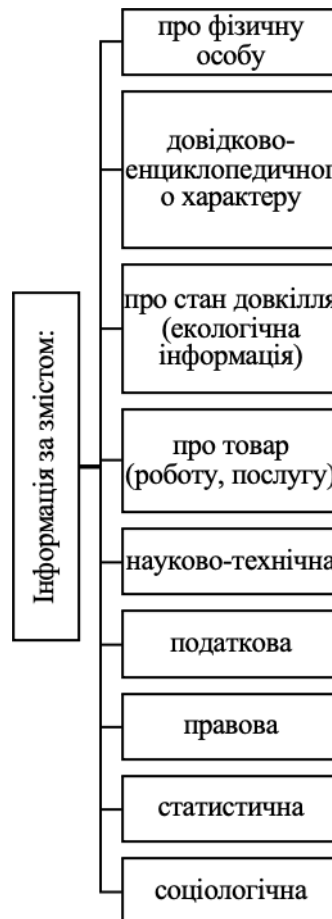 Інформація за змістом:
про фізичну
особу
довідково-
енциклопедичног
о характеру
про стан довкілля
(екологічна
інформація)
про товар
(роботу, послугу)
науково-технічна
податкова
правова
статистична
соціологічна